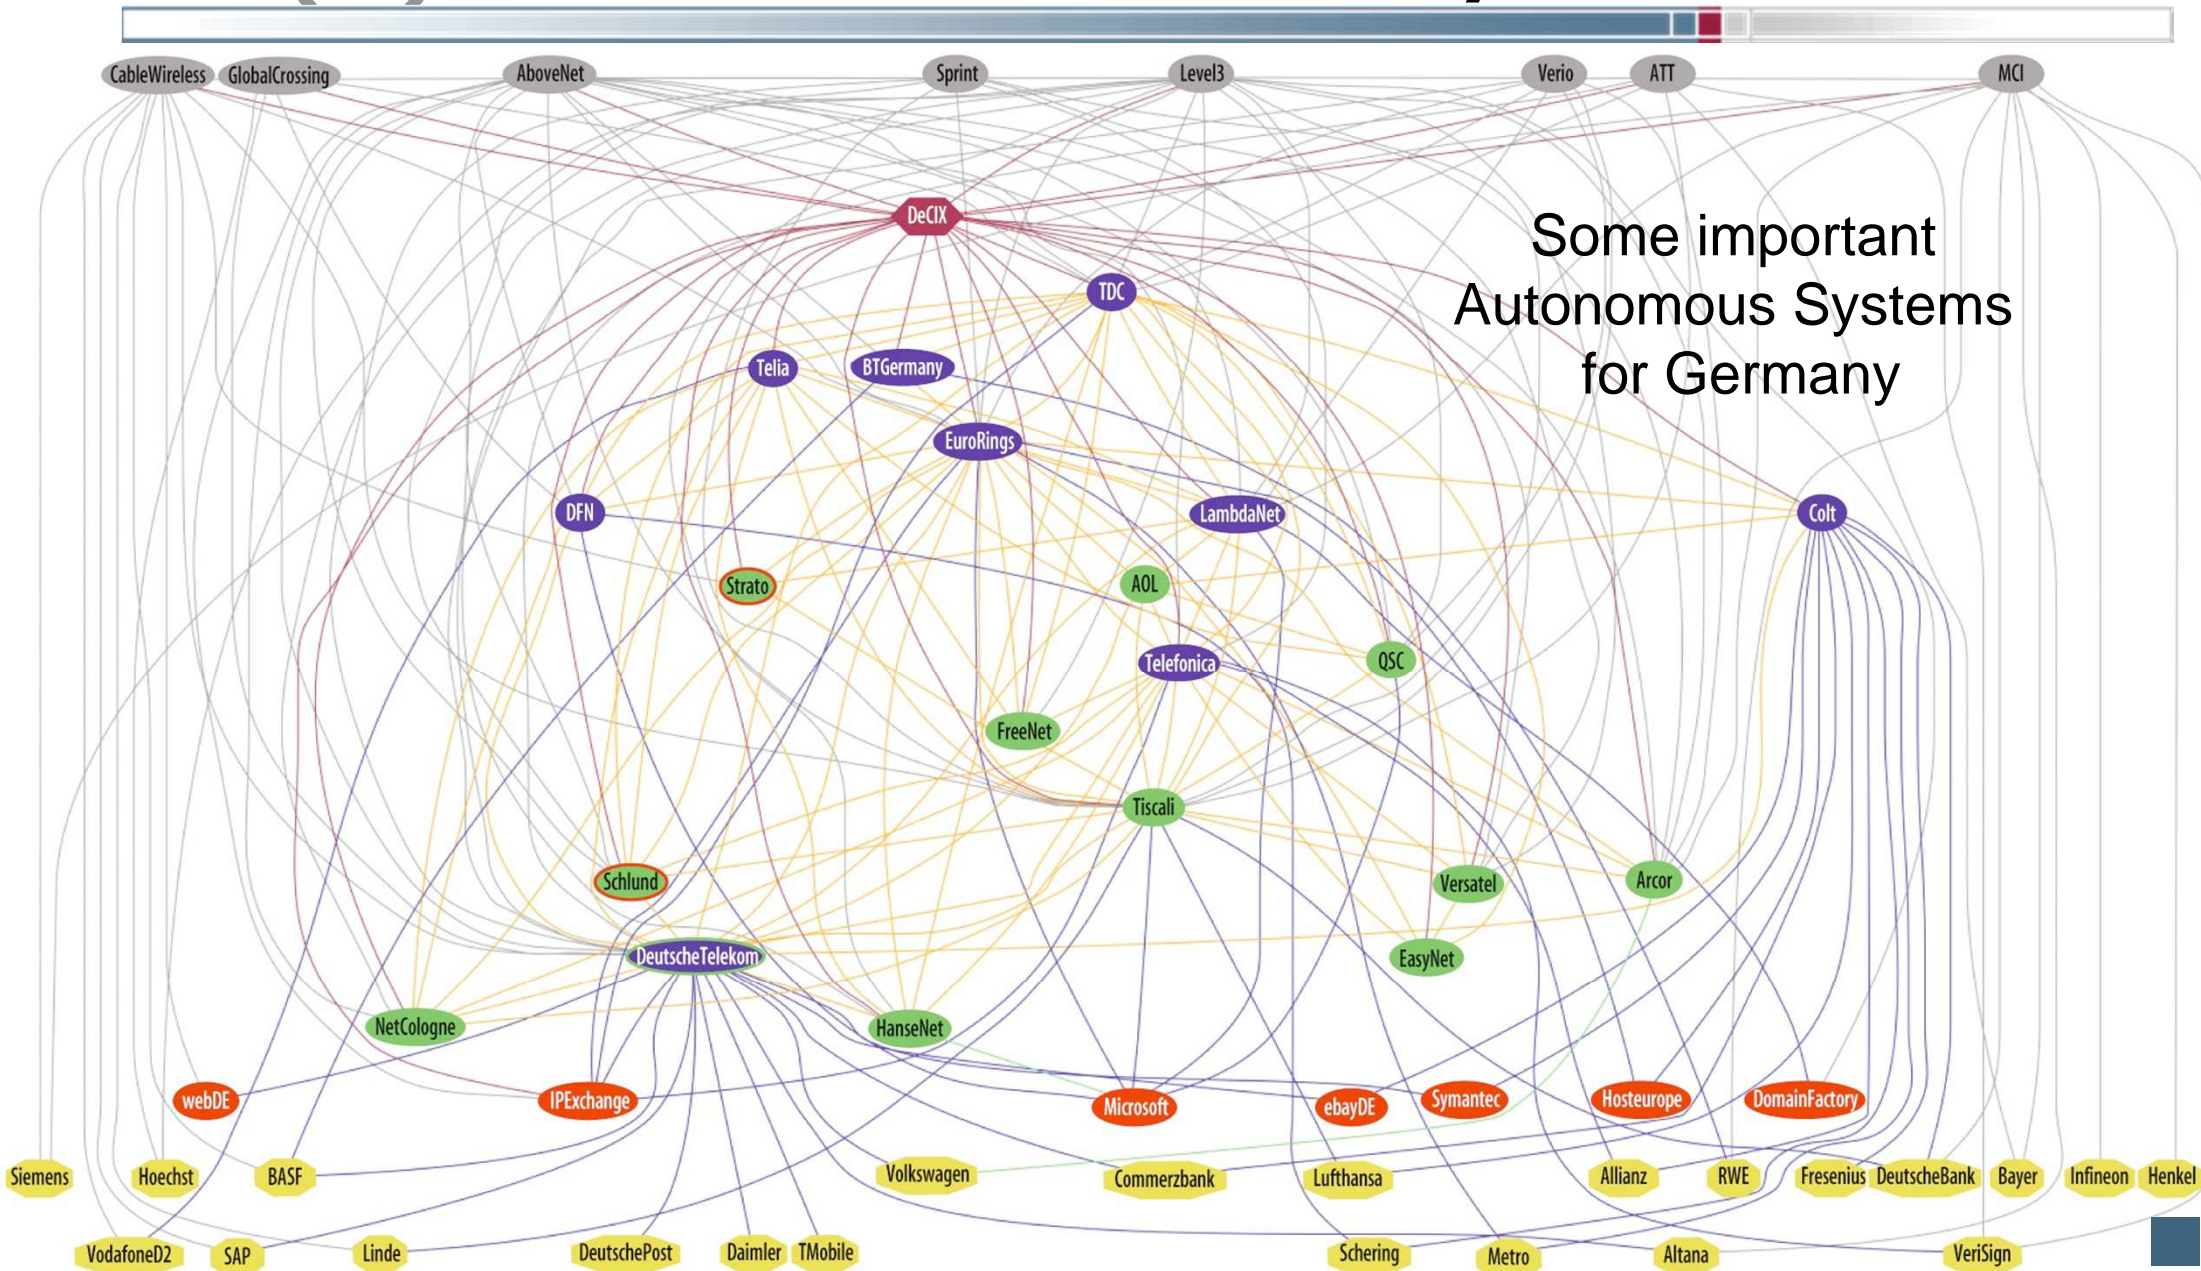 CableWireless
GlobalCrossing
AboveNet
Sprint
Level3
Verio
ATT
MCI
DeCIX
Some important
Autonomous Systems
for Germany
TDC
Telia
BTGermany
EuroRings
DFN
LambdaNet
Colt
Strato
AOL
Telefonica
QSC
FreeNet
Tiscali
Schlund
Versatel
Arcor
DeutscheTelekom
EasyNet
NetCologne
HanseNet
webDE
IPExchange
Microsoft
ebayDE
Symantec
Hosteurope
DomainFactory
Siemens
Hoechst
BASF
Volkswagen
Commerzbank
Lufthansa
Allianz
RWE
Fresenius
DeutscheBank
Bayer
Infineon
Henkel
VodafoneD2
SAP
Linde
DeutschePost
Daimler
TMobile
Schering
Metro
Altana
VeriSign